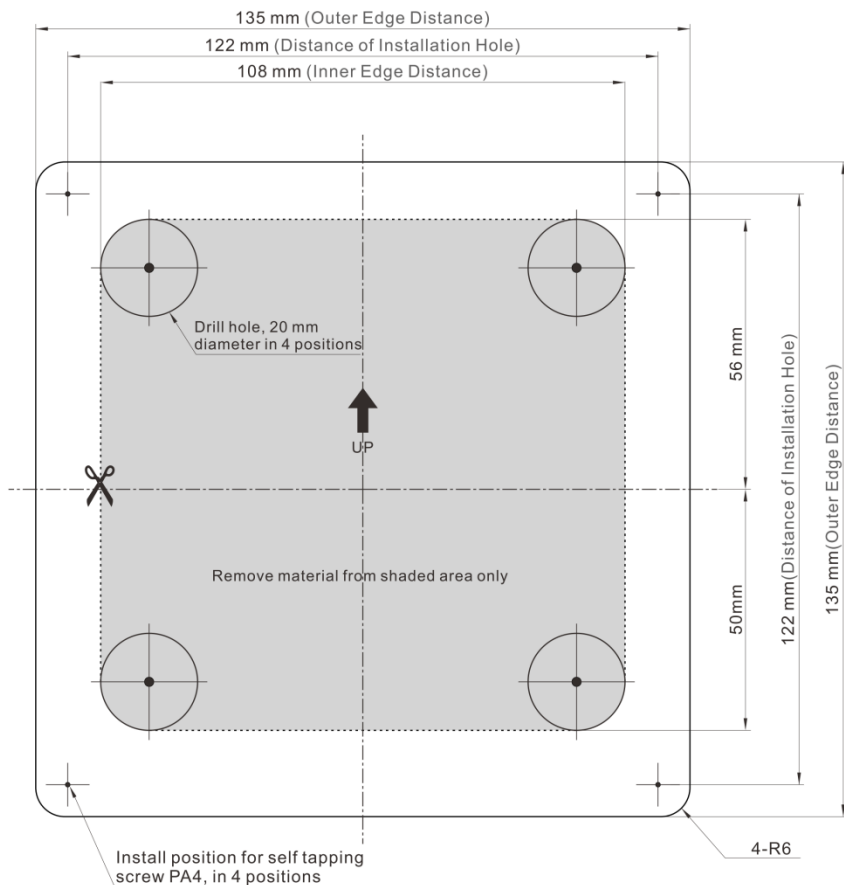 135 mm (Outer Edge Distance)
122 mm (Distance of Installation Hole)
108 mm (Inner Edge Distance)
Drill hole, 20 mm
diameter in 4 positions
UP
56 mm
122 mm(Distance of Installation Hole)
135 mm(Outer Edge Distance)
Remove material from shaded area only
50mm
4-R6
Install position for self tapping
screw PA4, in 4 positions